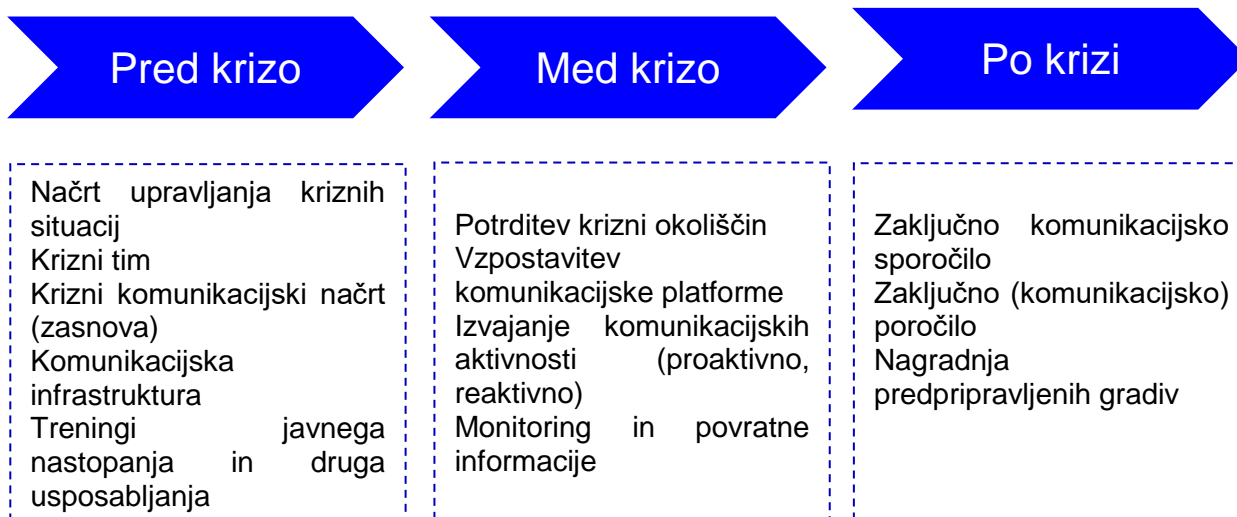 Pred krizo
Med krizo
Po krizi
Načrt upravljanja kriznih
situacij
Krizni tim
Krizni komunikacijski načrt
(zasnova)
Komunikacijska
infrastruktura
Treningi javnega
nastopanja in druga
usposabljanja
Potrditev krizni okoliščin
Vzpostavitev
komunikacijske platforme
Izvajanje komunikacijskih
aktivnosti (proaktivno,
reaktivno)
Monitoring in povratne
informacije
Zaključno komunikacijsko
sporočilo
Zaključno (komunikacijsko)
poročilo
Nagradnja
predpripravljenih gradiv